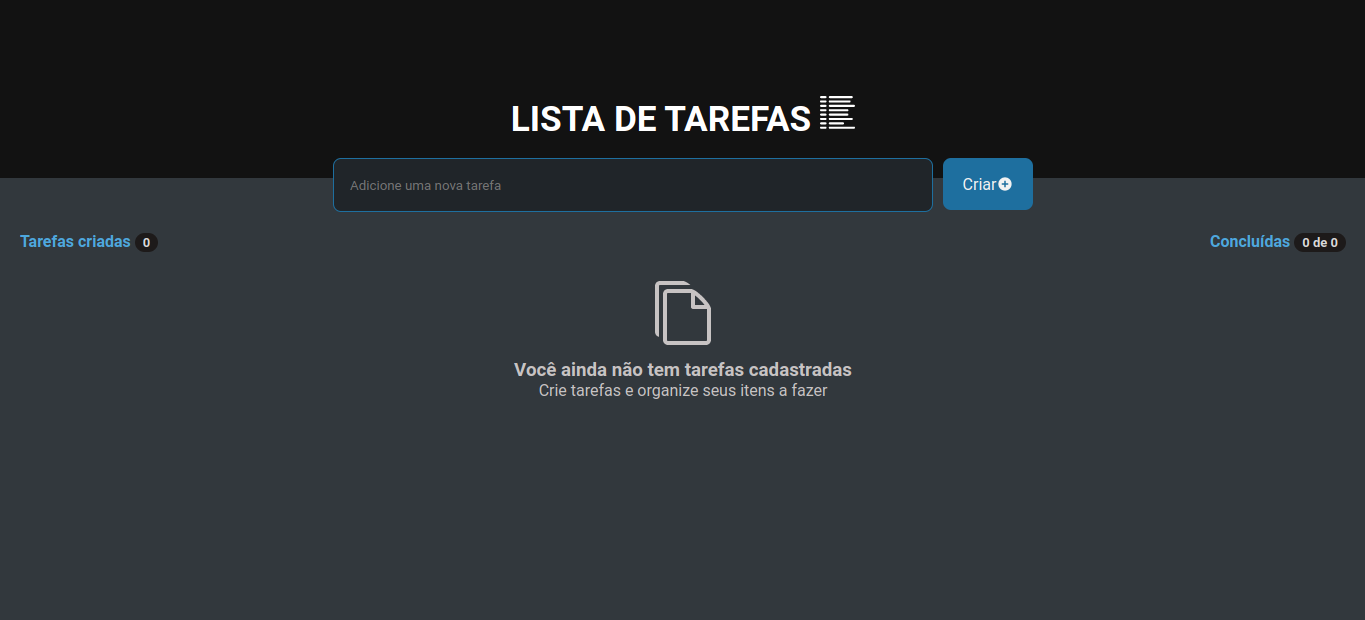 LISTA DE TAREFAS
Adicione uma nova tarefa
Criar
Tarefas criadas 0
Concluídas 0 de 0
Você ainda não tem tarefas cadastradas
Crie tarefas e organize seus itens a fazer